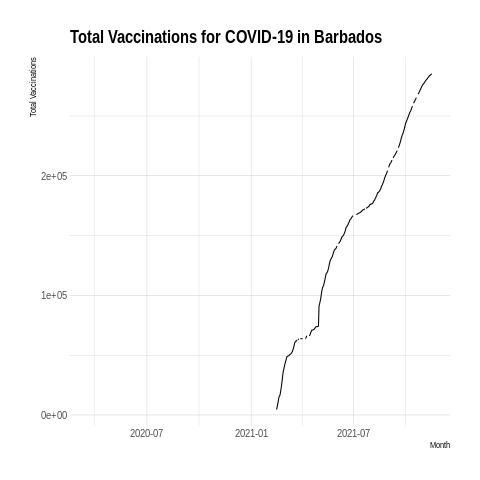 Total Vaccinations for COVID-19 in Barbados
Total Vaccinations
2e+05
1e+05
0e+00
2020-07 2021-01 2021-07
Month